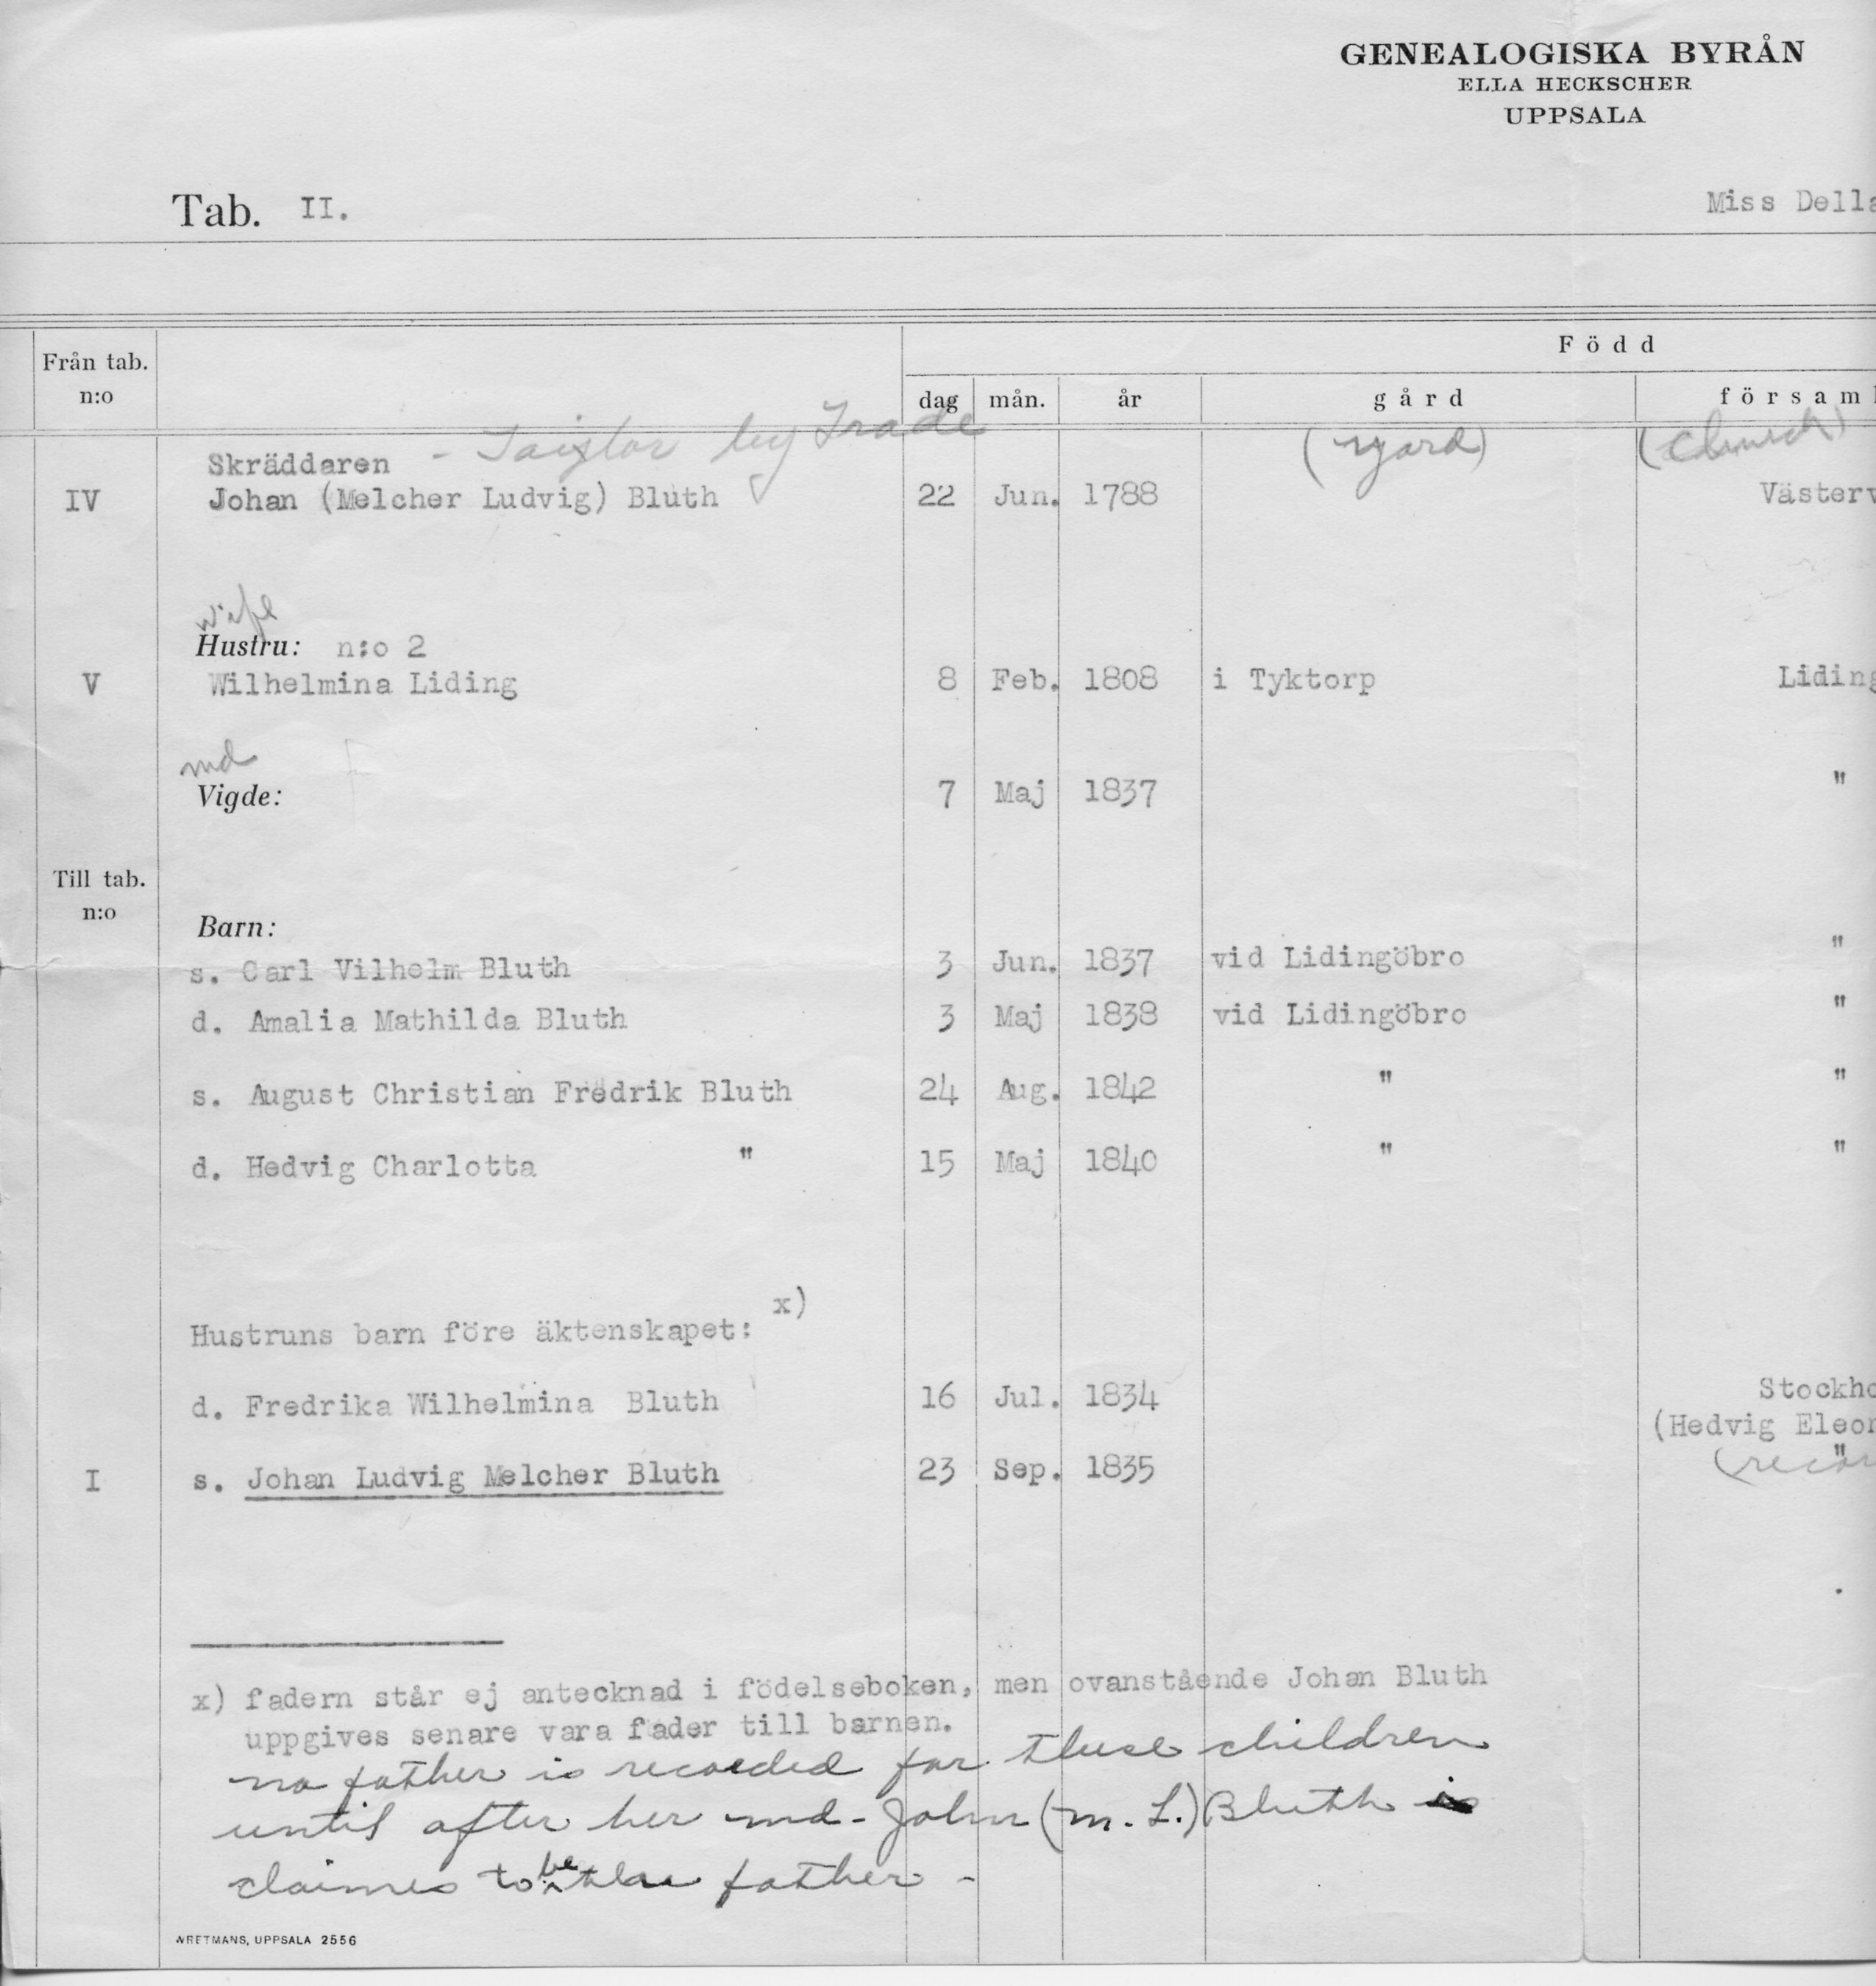 GENEALOGISKA BYRÅN
ELLA HECKSCHER
UPPSALA
Tab. II.
Miss Della
Född
Från tab.
n:o
dag mån. år gård församl
Skräddaren - Taiylor by Trade (yard) (church)
IV Johan (Melcher Ludvig) Bluth 22 Jun. 1788 Västerv
wife
Hustru: n:o 2
V Wilhelmina Liding 8 Feb. 1808 i Tyktorp Liding
md
Vigde: 7 Maj 1837 "
Till tab.
n:o
Barn:
s. Carl Vilhelm Bluth 3 Jun. 1837 vid Lidingöbro "
d. Amalia Mathilda Bluth 3 Maj 1838 vid Lidingöbro "
s. August Christian Fredrik Bluth 24 Aug. 1842 " "
d. Hedvig Charlotta " 15 Maj 1840 " "
Hustruns barn före äktenskapet: x)
d. Fredrika Wilhelmina Bluth 16 Jul. 1834 Stockho
(Hedvig Eleon
I s. Johan Ludvig Melcher Bluth 23 Sep. 1835 "
x) fadern står ej antecknad i födelseboken, men ovanstående Johan Bluth
uppgives senare vara fader till barnen.
no father is recorded for these children
until after her md - John (M. L.) Bluth
claimes to be the father -
WRETMANS, UPPSALA 2556